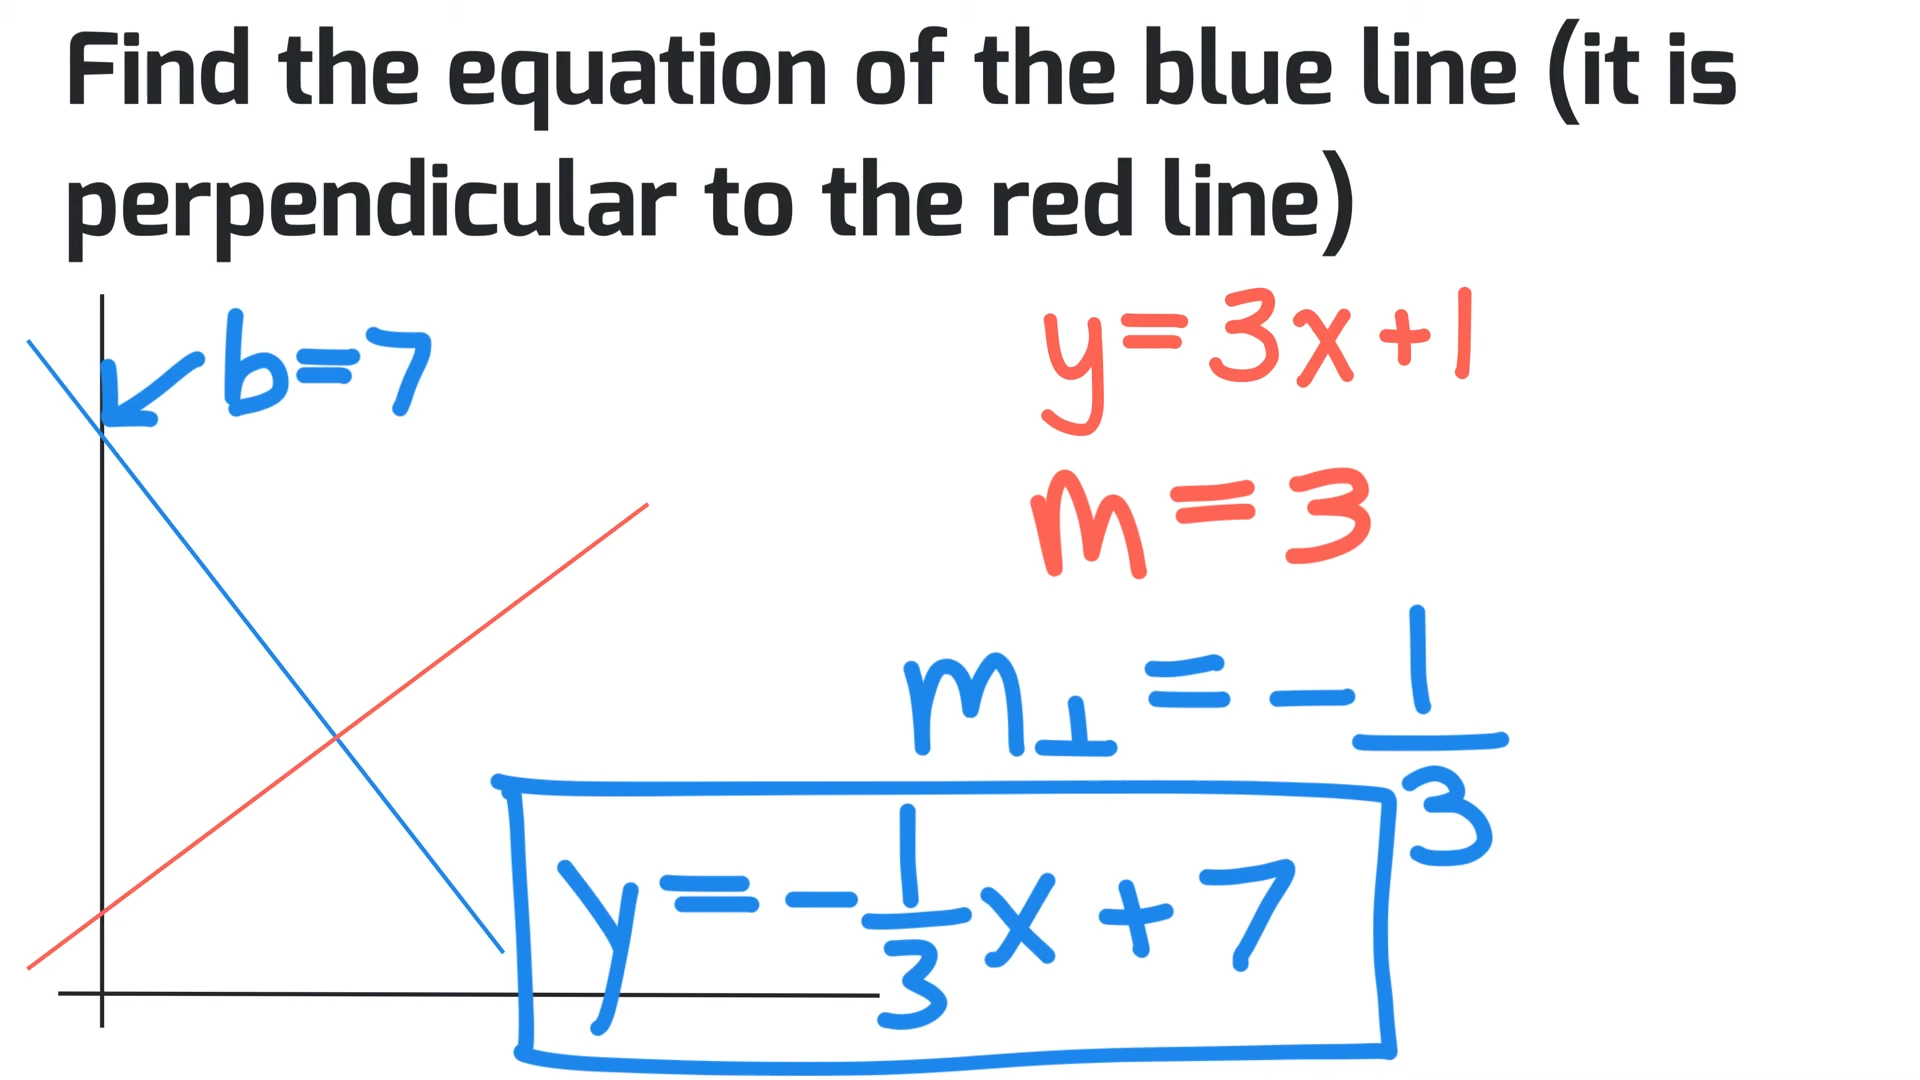 Find the equation of the blue line (it is
perpendicular to the red line)
b=7
y=3x+1
m=3
m⊥=-1/3
y=-1/3x+7